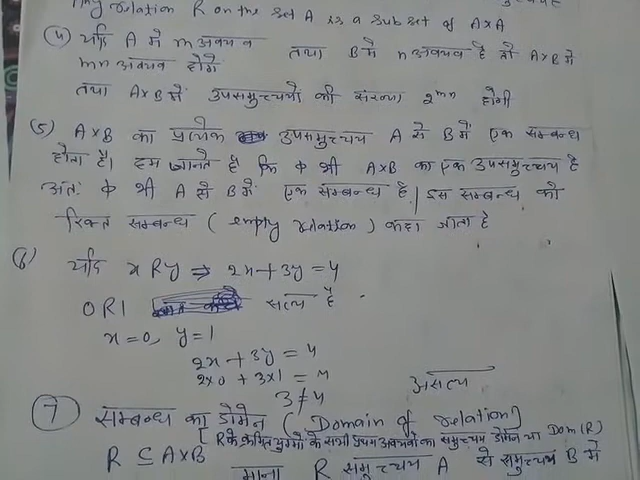 relation R on the set A is a subset of A×A
(4) यदि A में m अवयव तथा B में n अवयव है तो A×B में
mn अवयव होंगे
तथा A×B में उपसमुच्चयों की संख्या 2^mn होगी
(5) A×B का प्रत्येक उपसमुच्चय A से B में एक सम्बन्ध
होता है। हम जानते है कि ф भी A×B का एक उपसमुच्चय है
अतः ф भी A से B में एक सम्बन्ध है| इस सम्बन्ध को
रिक्त सम्बन्ध ( empty relation ) कहा जाता है
6) यदि x R y ⇒ 2x + 3y = 4
OR1 सत्य है
x=0, y=1
2x + 3y = 4
2×0 + 3×1 = 4
3 ≠ 4 असत्य
(7) सम्बन्ध का डोमेन ( Domain of relation)
[ R के क्रमित युग्मों के सभी प्रथम अवयवों का समुच्चय डोमेन या Dom (R)
R ⊆ A×B माना R समुच्चय A से समुच्चय B में